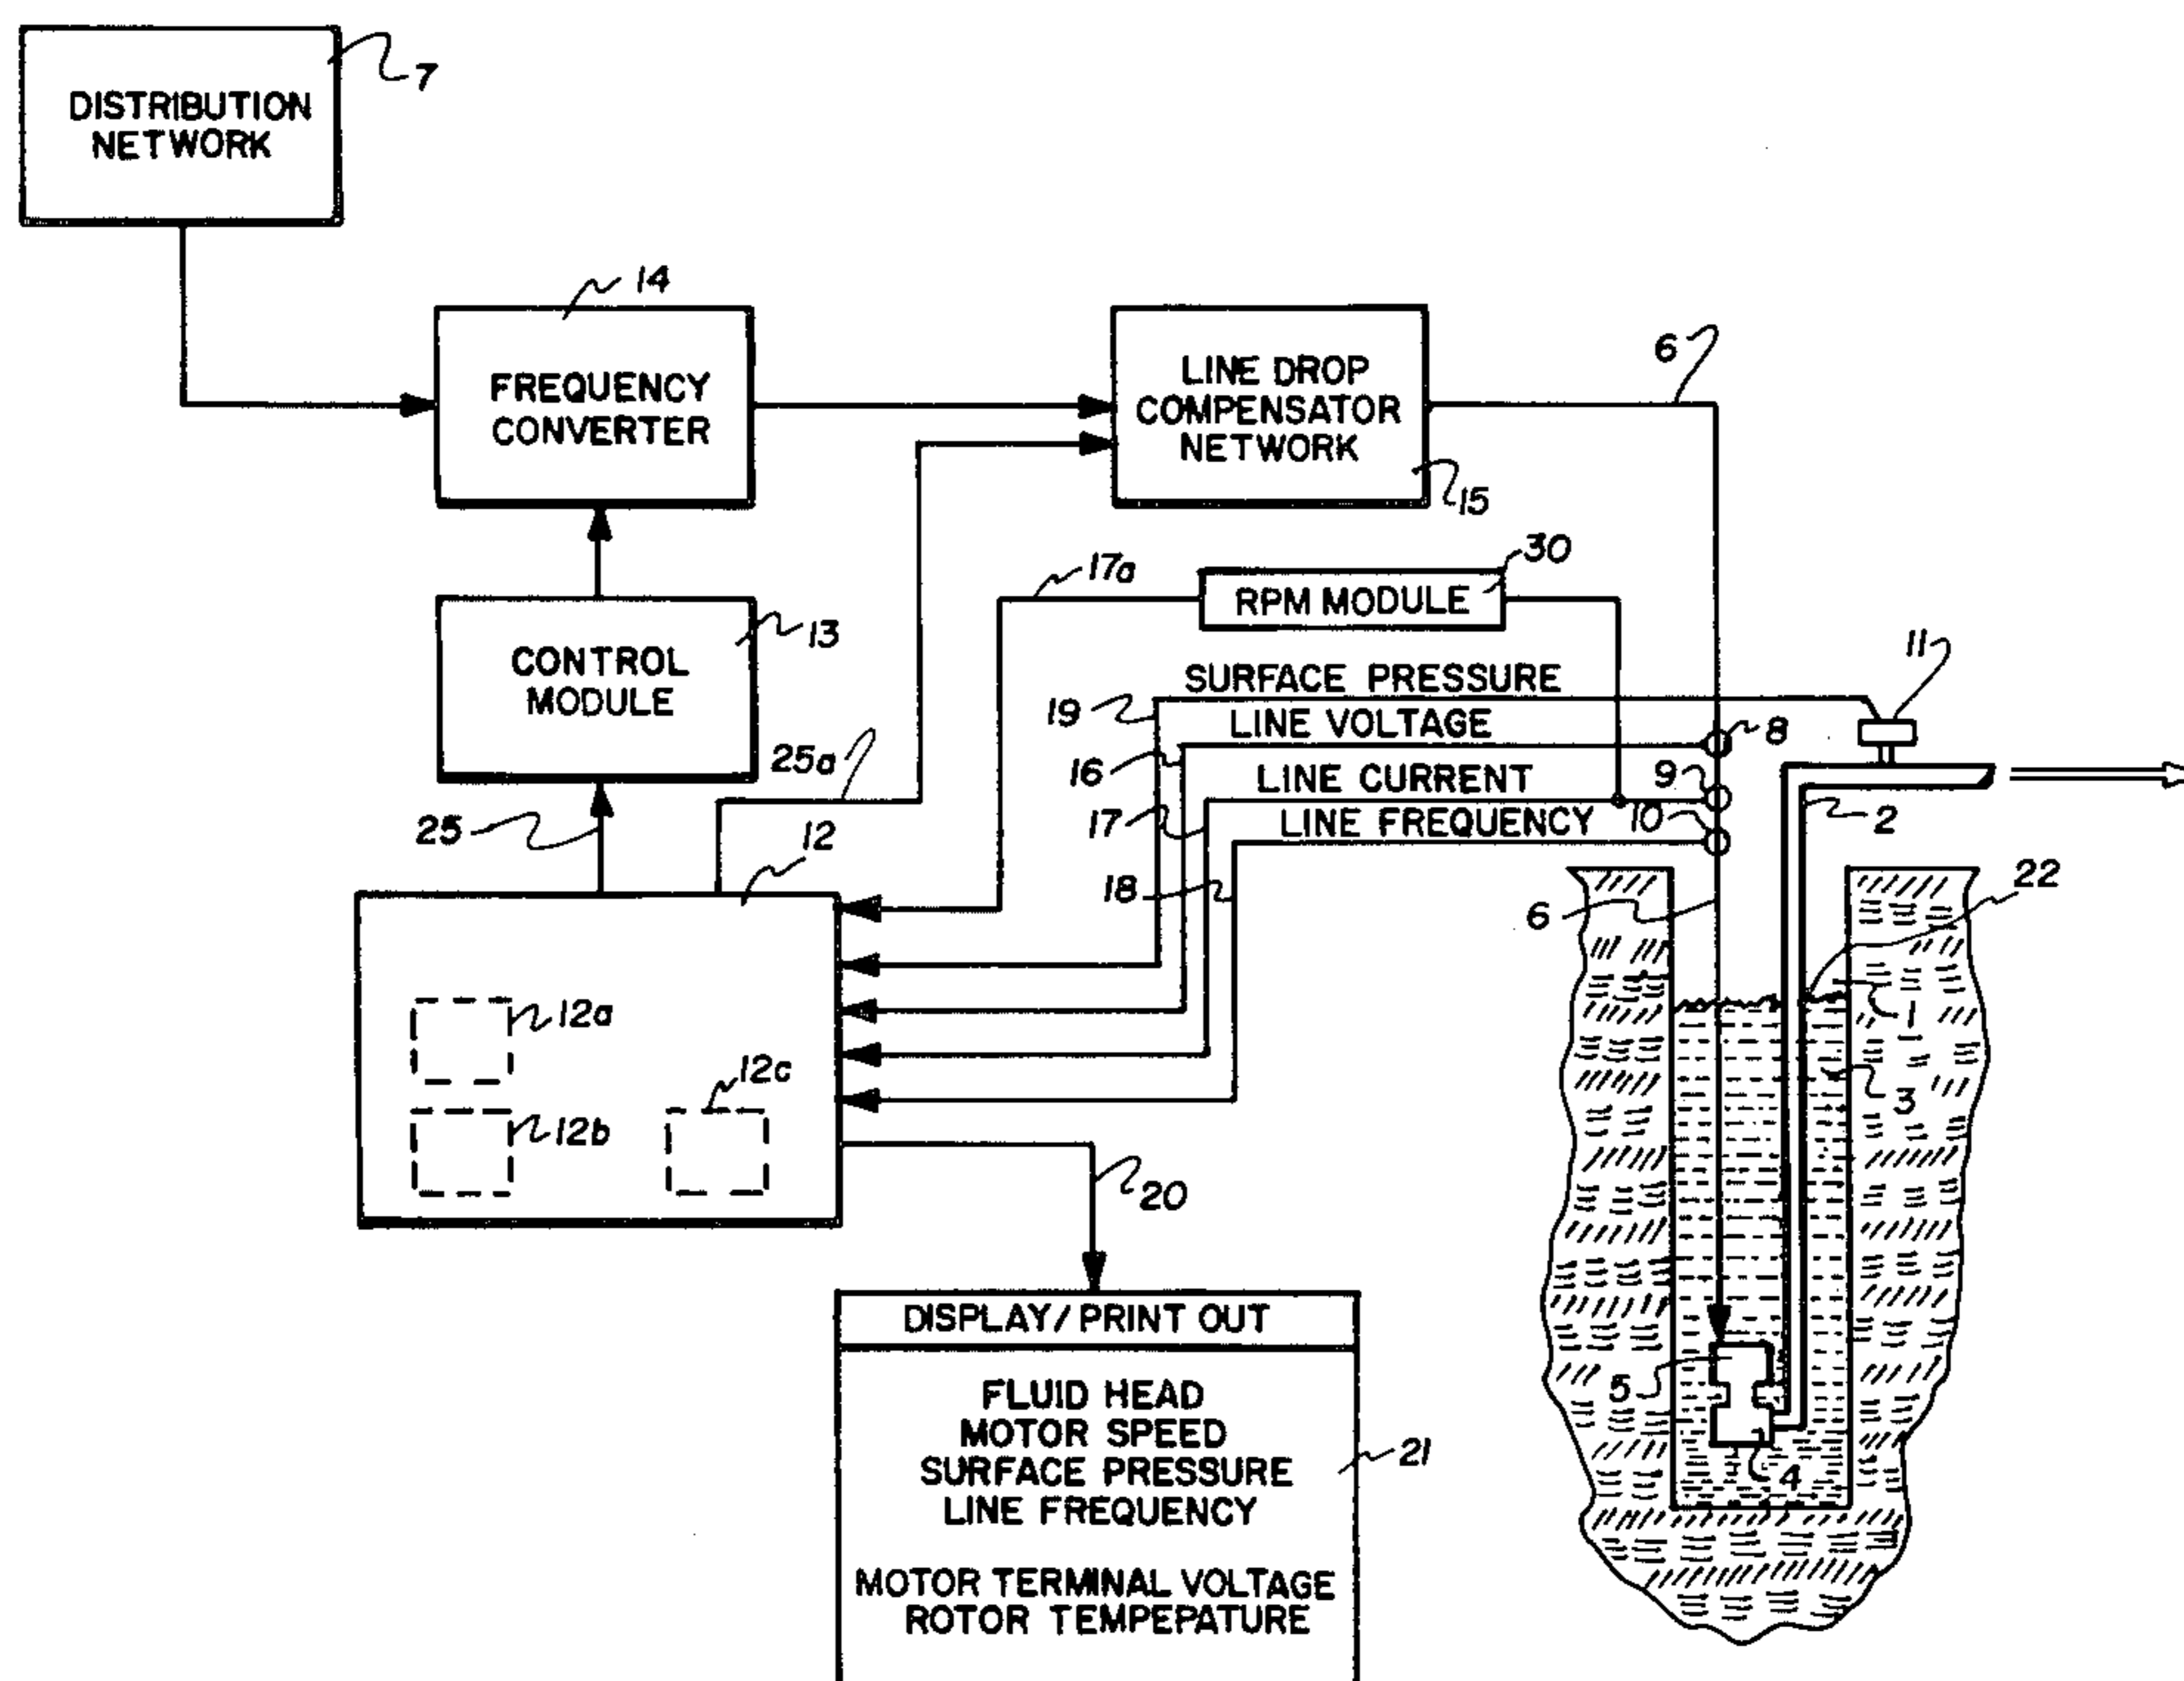 7
DISTRIBUTION
NETWORK
14
FREQUENCY
CONVERTER
LINE DROP
COMPENSATOR
NETWORK
6
15
17a
30
RPM MODULE
13
CONTROL
MODULE
11
SURFACE PRESSURE
19
LINE VOLTAGE
8
25a
16
LINE CURRENT
9
17
LINE FREQUENCY
10
2
25
12
18
22
6
1
12a
12c
3
12b
20
DISPLAY/PRINT OUT
FLUID HEAD
MOTOR SPEED
SURFACE PRESSURE
LINE FREQUENCY
MOTOR TERMINAL VOLTAGE
ROTOR TEMPEPATURE
21
5
4